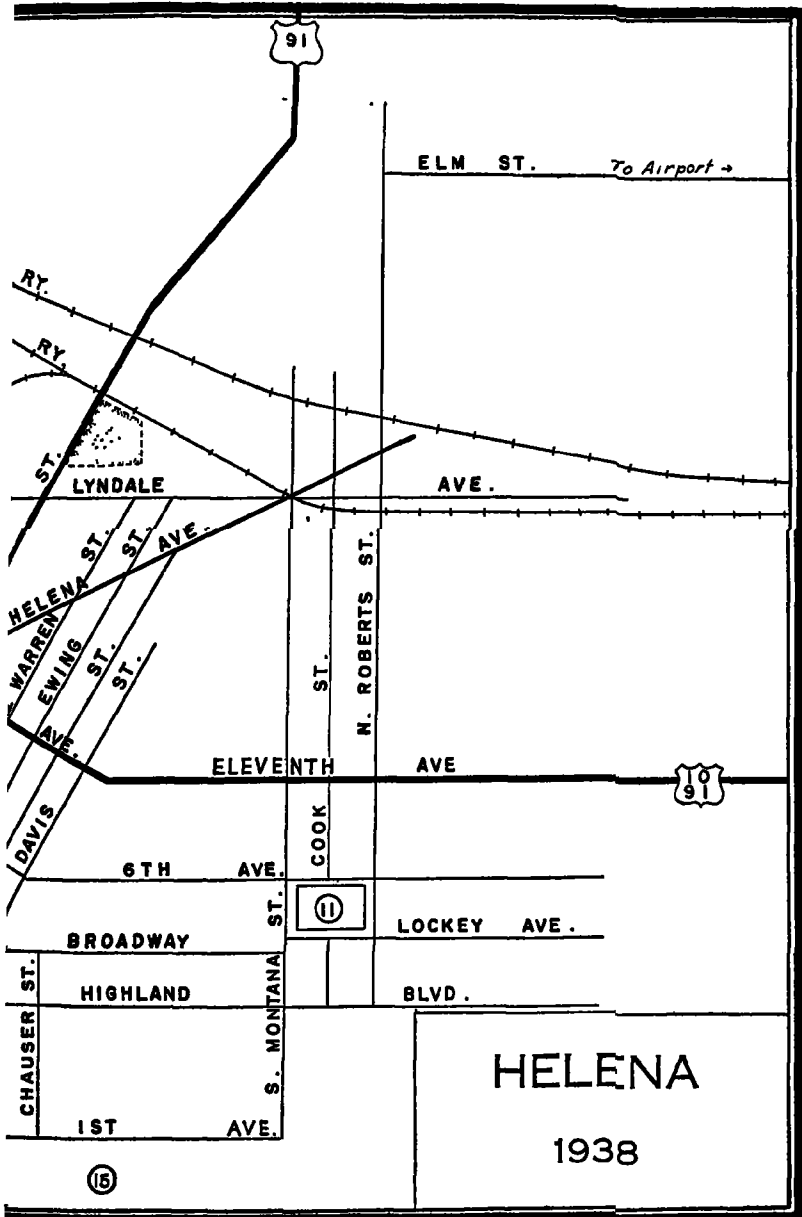 91
ELM ST. To Airport →
RY.
RY.
ST.
LYNDALE AVE.
HELENA AVE.
WARREN ST.
EWING ST.
ST.
DAVIS ST.
AVE.
ELEVENTH AVE
10
91
COOK ST.
N. ROBERTS ST.
6TH AVE.
11
LOCKEY AVE.
BROADWAY
HIGHLAND BLVD.
CHAUSER ST.
S. MONTANA ST.
1ST AVE.
15
HELENA
1938